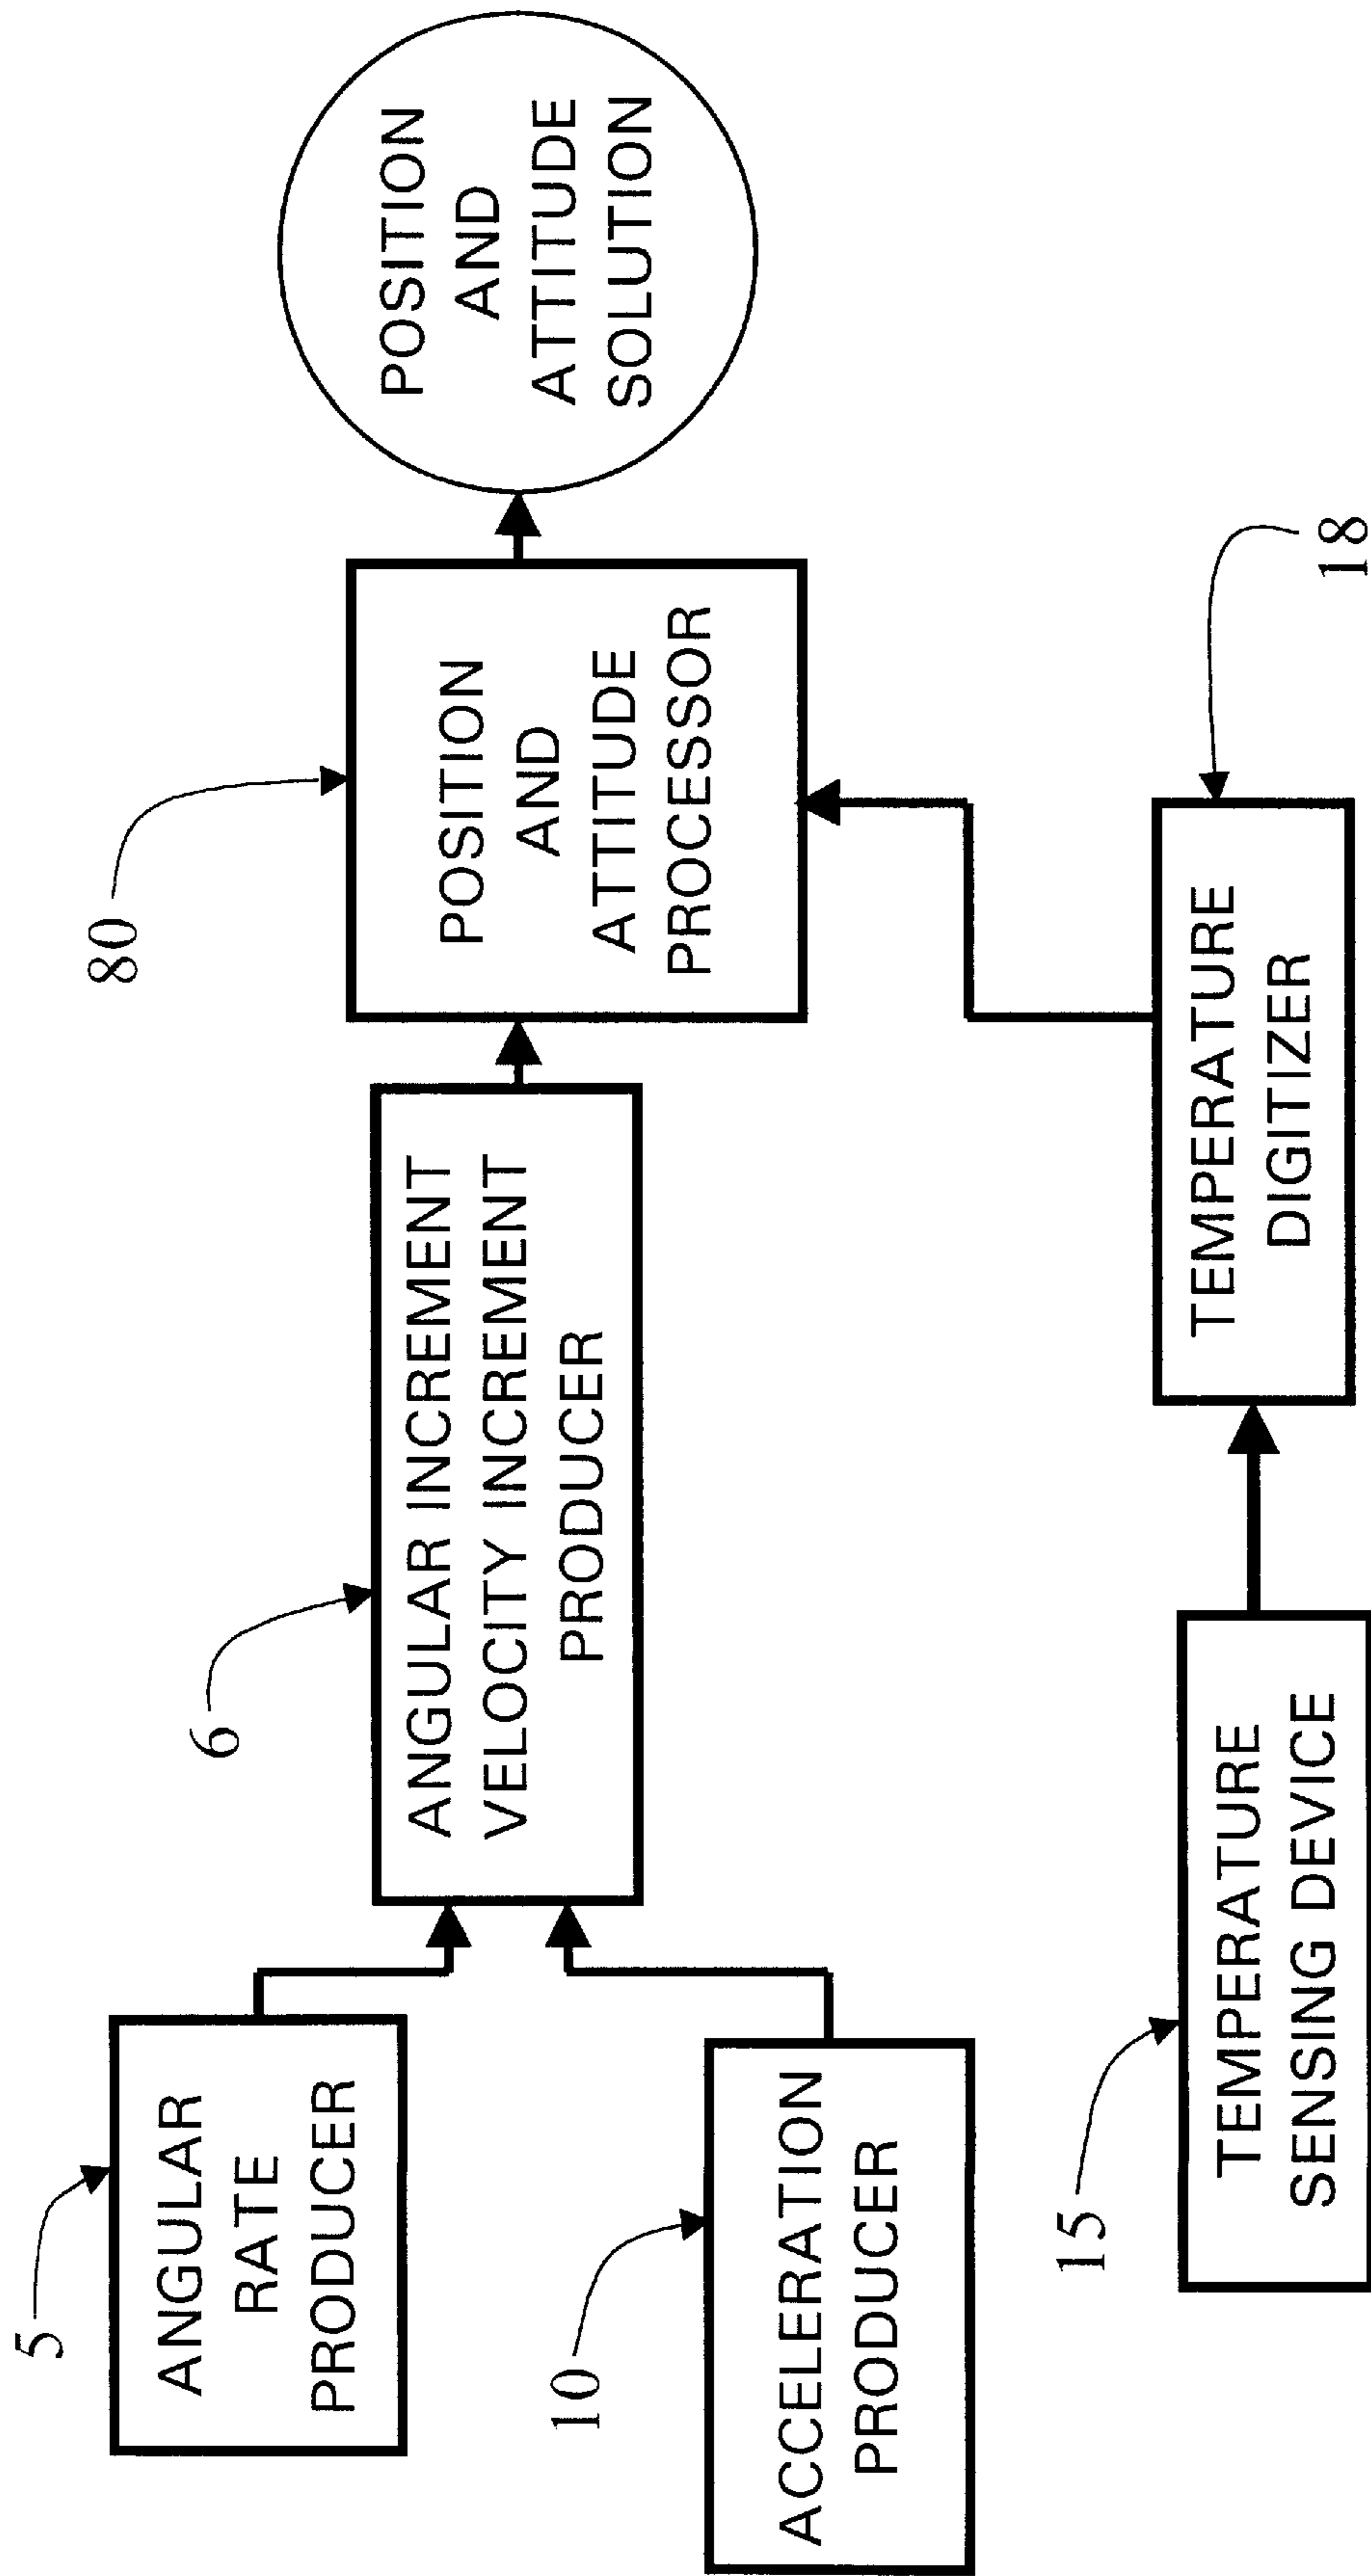 5
ANGULAR
RATE
PRODUCER
10
ACCELERATION
PRODUCER
6
ANGULAR INCREMENT
VELOCITY INCREMENT
PRODUCER
80
POSITION
AND
ATTITUDE
PROCESSOR
POSITION
AND
ATTITUDE
SOLUTION
15
TEMPERATURE
SENSING DEVICE
TEMPERATURE
DIGITIZER
18